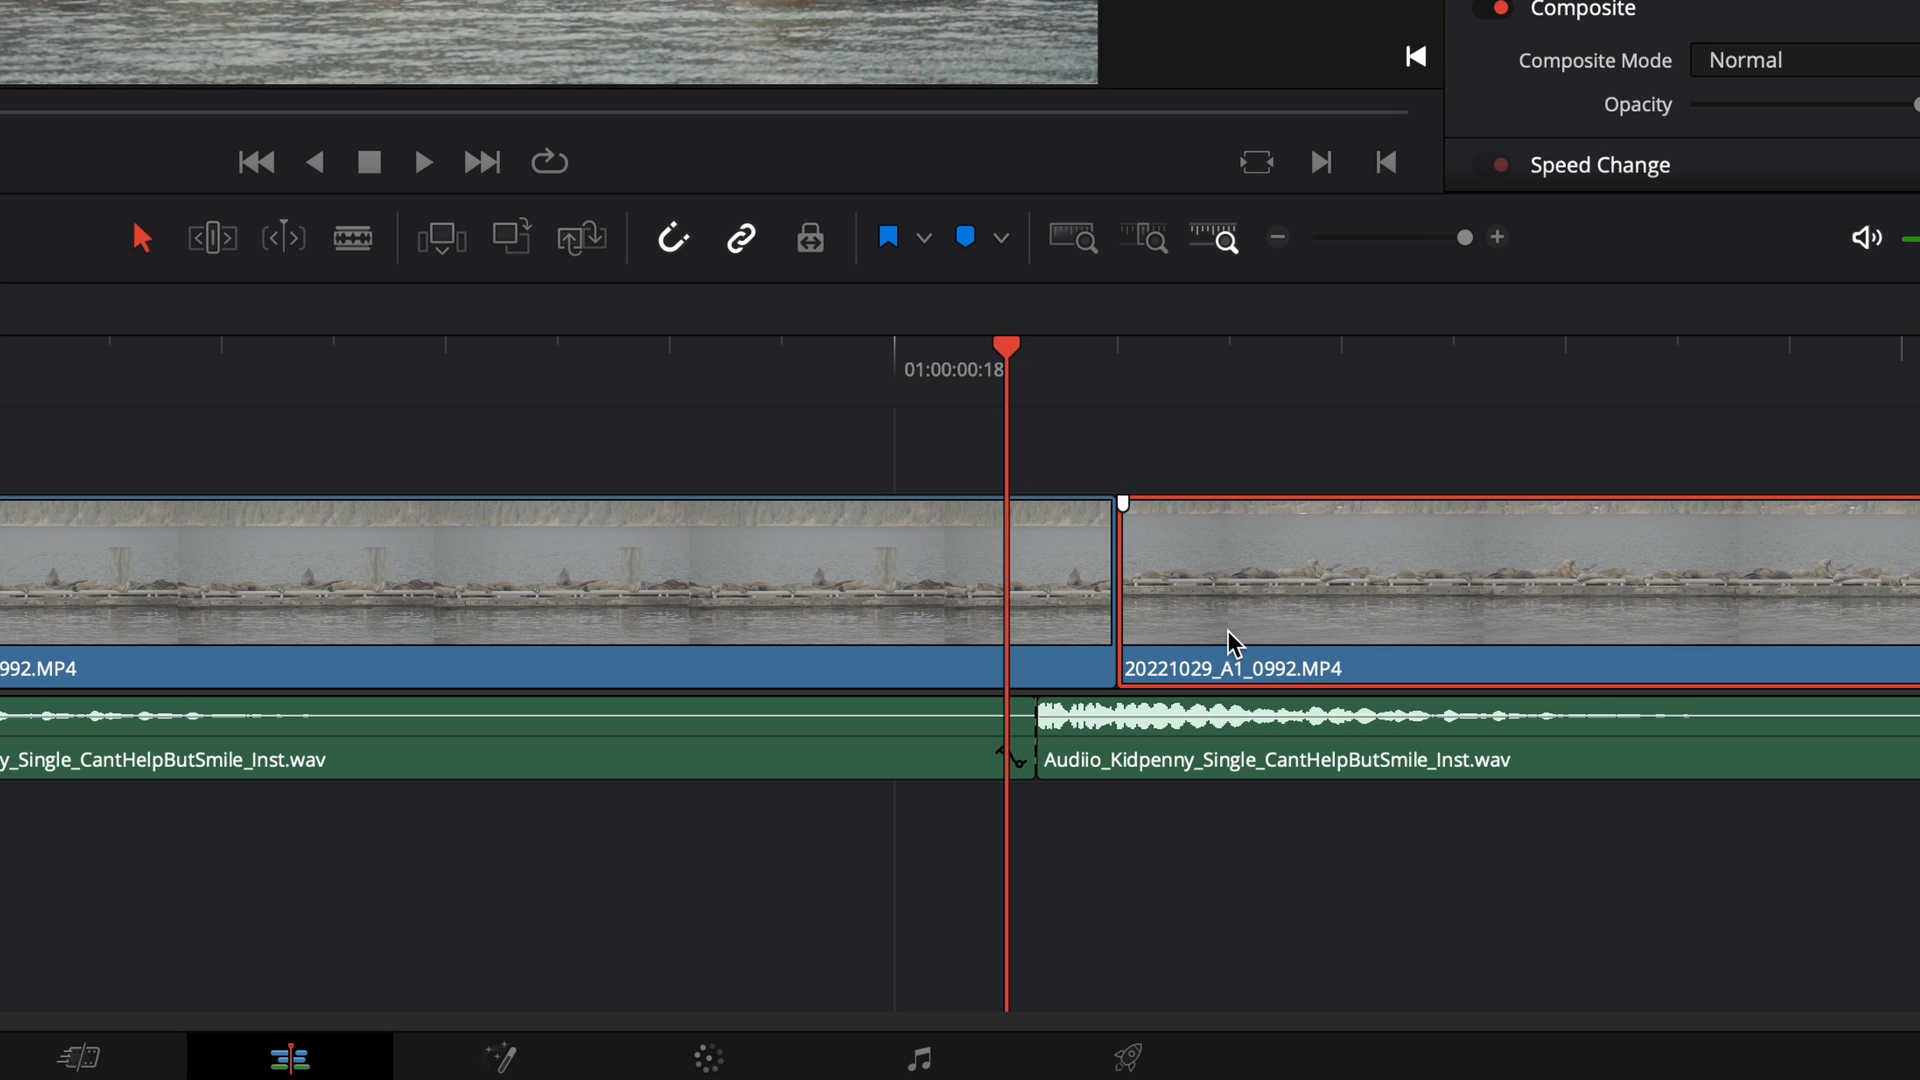 Composite
Composite Mode
Normal
Opacity
Speed Change
01:00:00:18
992.MP4
20221029_A1_0992.MP4
y_Single_CantHelpButSmile_Inst.wav
Audiio_Kidpenny_Single_CantHelpButSmile_Inst.wav